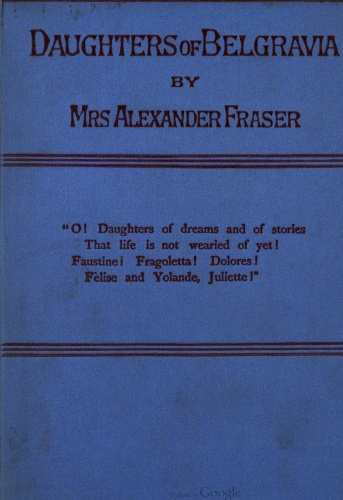 DAUGHTERS OF BELGRAVIA
BY
MRS ALEXANDER FRASER
"O! Daughters of dreams and of stories
That life is not wearied of yet!
Faustine! Fragoletta! Dolores!
Fèlise and Yolande, Juliette!"
Google